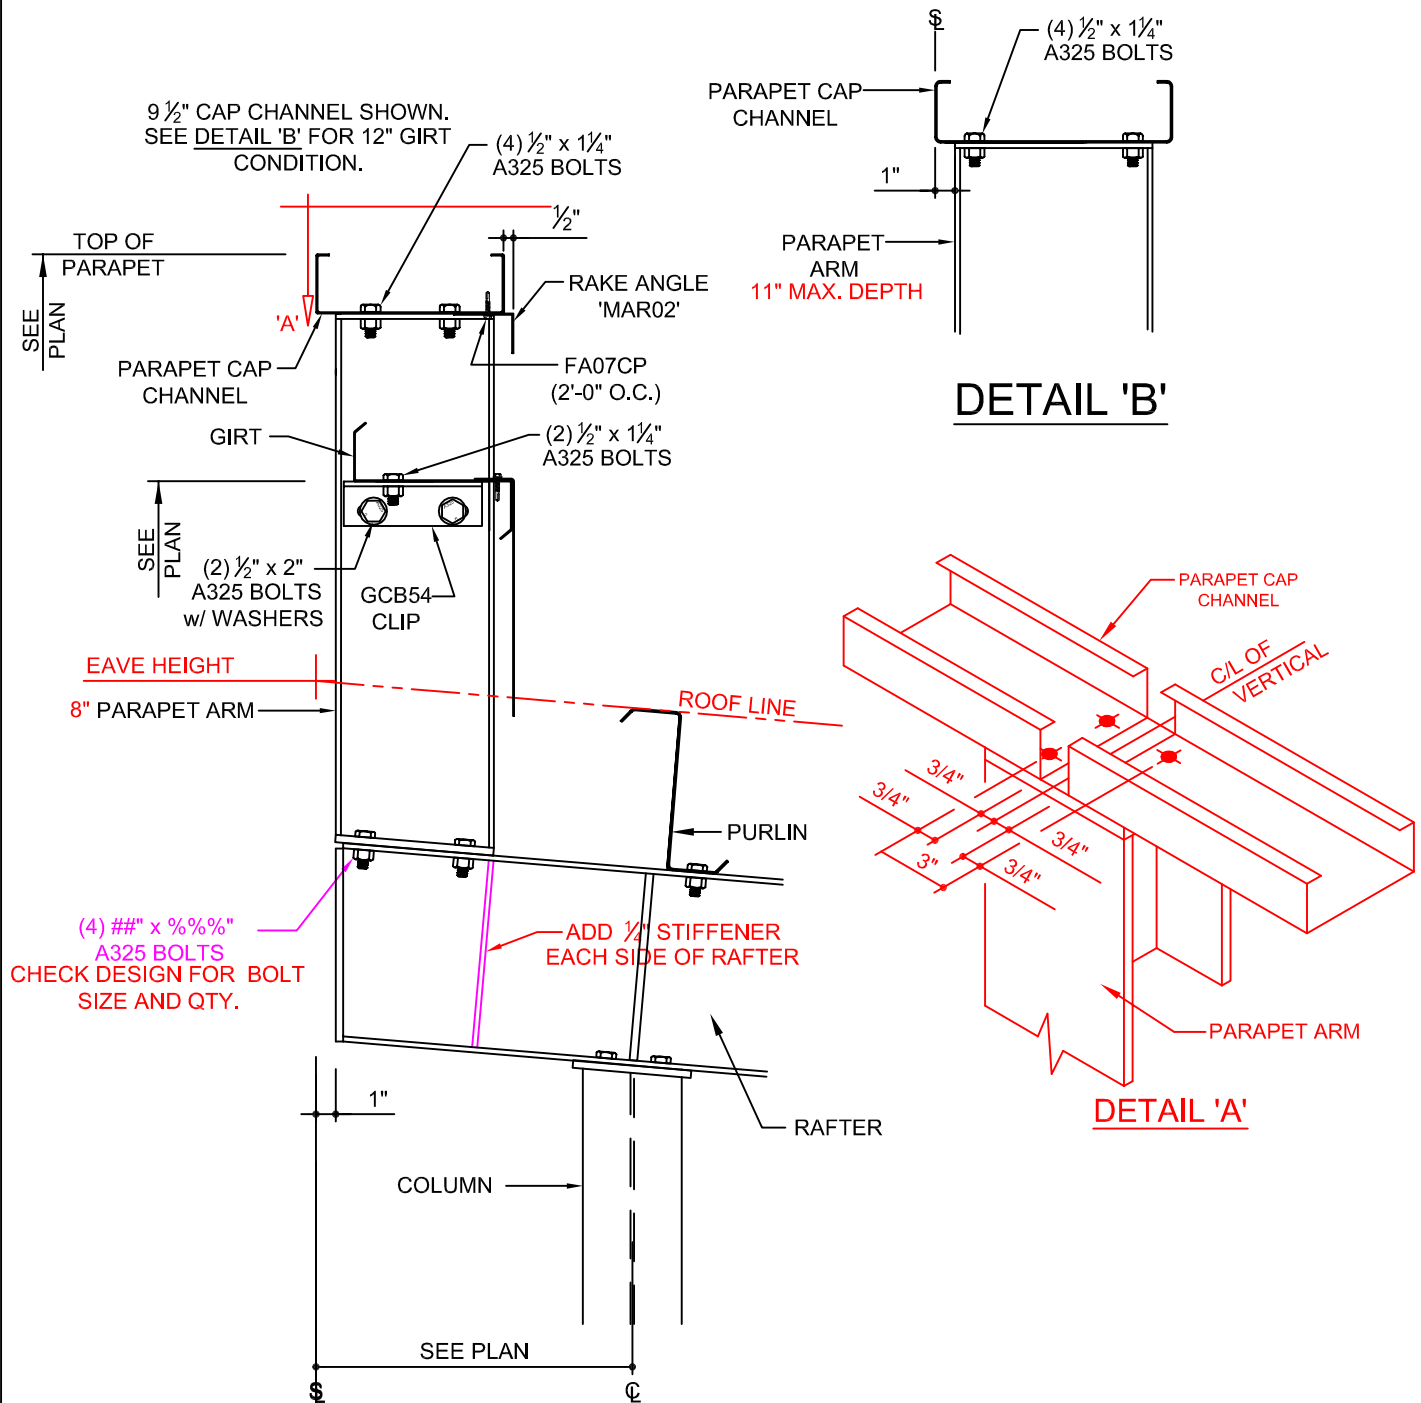 9 ½" CAP CHANNEL SHOWN.
SEE DETAIL 'B' FOR 12" GIRT
CONDITION.
(4) ½" x 1¼"
A325 BOLTS
½"
TOP OF
PARAPET
SEE
PLAN
'A'
RAKE ANGLE
'MAR02'
PARAPET CAP
CHANNEL
FA07CP
(2'-0" O.C.)
GIRT
(2) ½" x 1¼"
A325 BOLTS
SEE
PLAN
(2) ½" x 2"
A325 BOLTS
w/ WASHERS
GCB54
CLIP
EAVE HEIGHT
8" PARAPET ARM
ROOF LINE
PURLIN
(4) ##" x %%%"
A325 BOLTS
CHECK DESIGN FOR BOLT
SIZE AND QTY.
ADD ¼" STIFFENER
EACH SIDE OF RAFTER
1"
RAFTER
COLUMN
SEE PLAN
SL
CL
SL
(4) ½" x 1¼"
A325 BOLTS
PARAPET CAP
CHANNEL
1"
PARAPET
ARM
11" MAX. DEPTH
DETAIL 'B'
PARAPET CAP
CHANNEL
C/L OF
VERTICAL
3/4"
3/4"
3/4"
3"
3/4"
PARAPET ARM
DETAIL 'A'